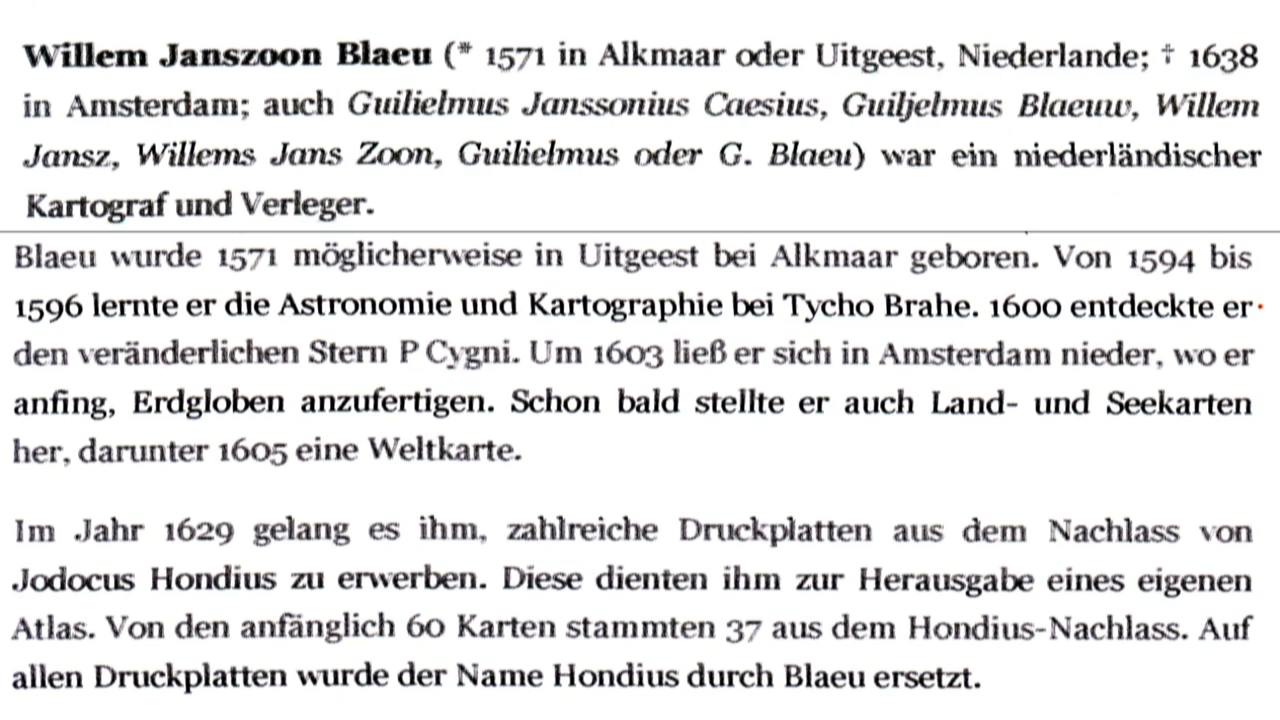 Willem Janszoon Blaeu (* 1571 in Alkmaar oder Uitgeest, Niederlande; † 1638
in Amsterdam; auch Guilielmus Janssonius Caesius, Guiljelmus Blaeuw, Willem
Jansz, Willems Jans Zoon, Guilielmus oder G. Blaeu) war ein niederländischer
Kartograf und Verleger.
Blaeu wurde 1571 möglicherweise in Uitgeest bei Alkmaar geboren. Von 1594 bis
1596 lernte er die Astronomie und Kartographie bei Tycho Brahe. 1600 entdeckte er
den veränderlichen Stern P Cygni. Um 1603 ließ er sich in Amsterdam nieder, wo er
anfing, Erdgloben anzufertigen. Schon bald stellte er auch Land- und Seekarten
her, darunter 1605 eine Weltkarte.
Im Jahr 1629 gelang es ihm, zahlreiche Druckplatten aus dem Nachlass von
Jodocus Hondius zu erwerben. Diese dienten ihm zur Herausgabe eines eigenen
Atlas. Von den anfänglich 60 Karten stammten 37 aus dem Hondius-Nachlass. Auf
allen Druckplatten wurde der Name Hondius durch Blaeu ersetzt.